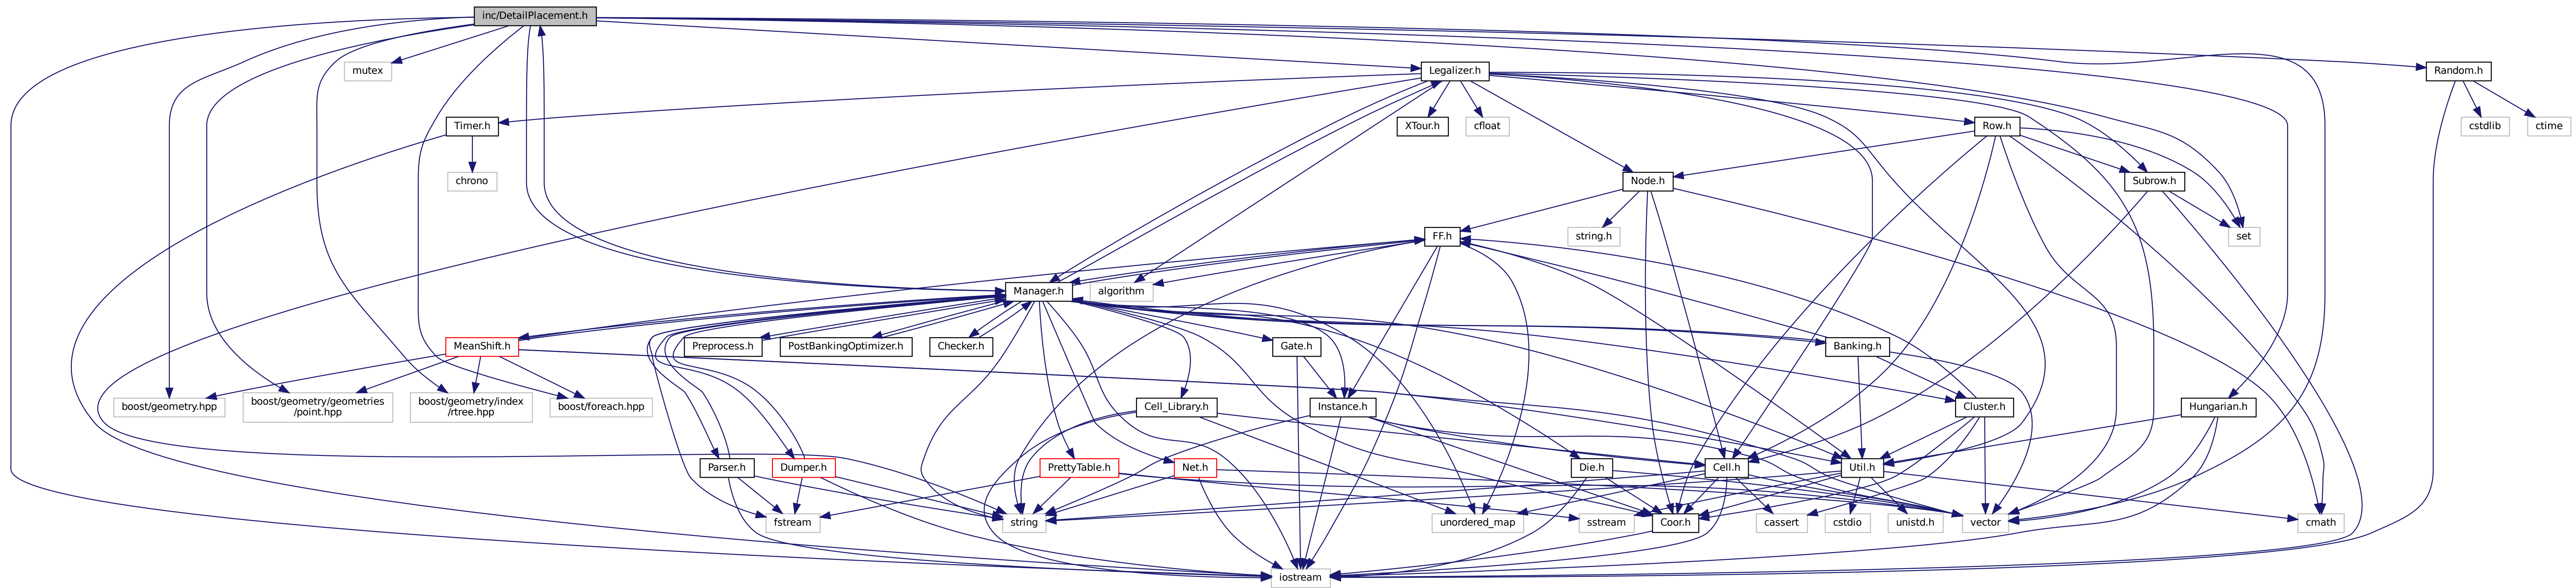 inc/DetailPlacement.h
mutex
Legalizer.h
Random.h
Timer.h
XTour.h
cfloat
Row.h
cstdlib
ctime
chrono
Node.h
Subrow.h
FF.h
string.h
set
Manager.h
algorithm
MeanShift.h
Preprocess.h
PostBankingOptimizer.h
Checker.h
Gate.h
Banking.h
boost/geometry.hpp
boost/geometry/geometries
/point.hpp
boost/geometry/index
/rtree.hpp
boost/foreach.hpp
Cell_Library.h
Instance.h
Cluster.h
Hungarian.h
Parser.h
Dumper.h
PrettyTable.h
Net.h
Die.h
Cell.h
Util.h
fstream
string
unordered_map
sstream
Coor.h
cassert
cstdio
unistd.h
vector
cmath
iostream